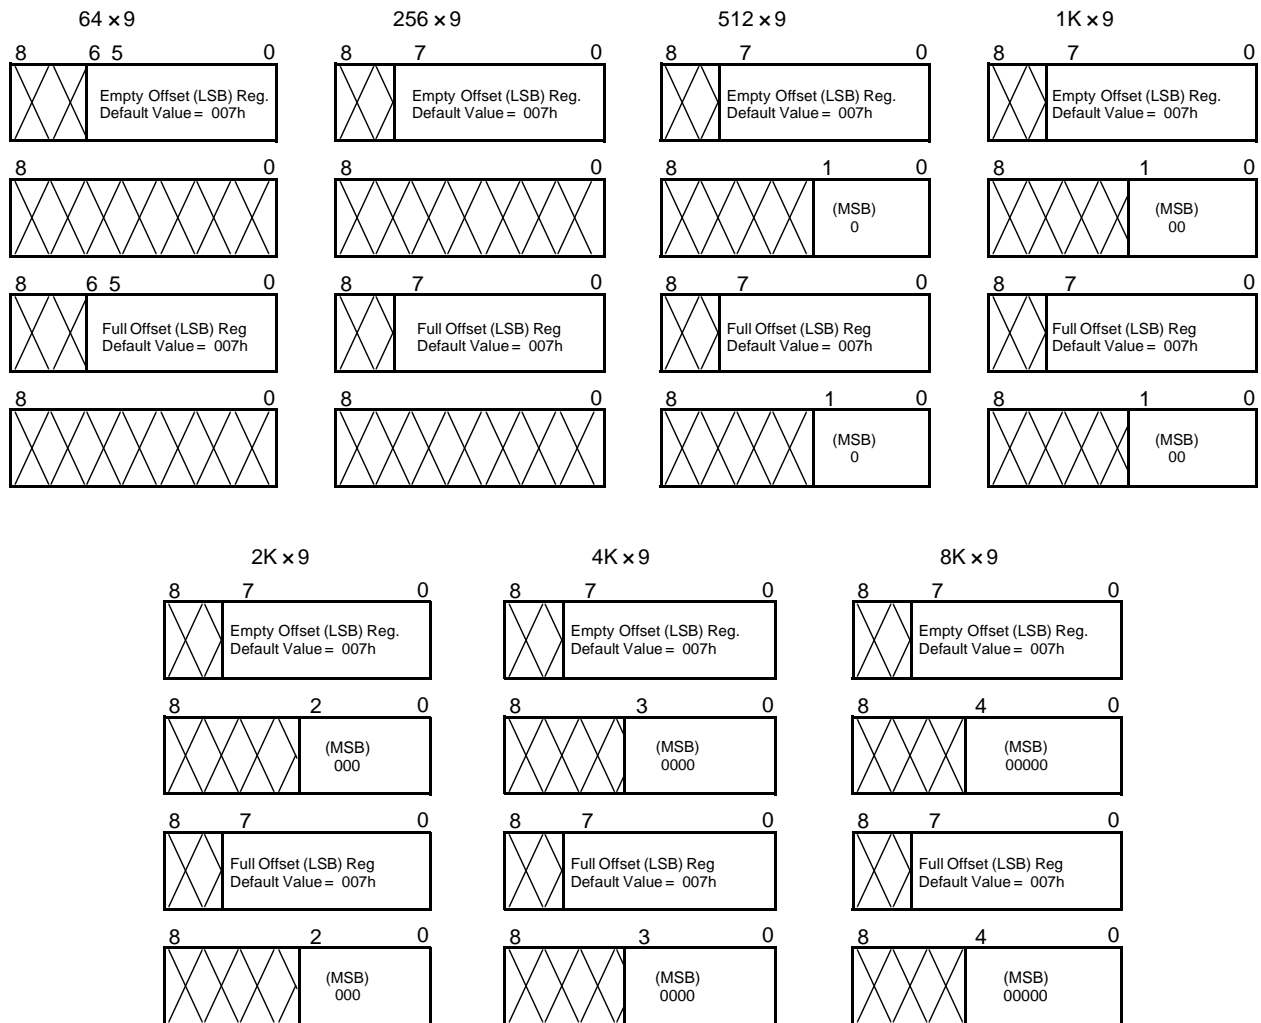 64 × 9
8 6 5 0
Empty Offset (LSB) Reg.
Default Value = 007h
8 0
8 6 5 0
Full Offset (LSB) Reg
Default Value = 007h
8 0
256 × 9
8 7 0
Empty Offset (LSB) Reg.
Default Value = 007h
8 0
8 7 0
Full Offset (LSB) Reg
Default Value = 007h
8 0
512 × 9
8 7 0
Empty Offset (LSB) Reg.
Default Value = 007h
8 1 0
(MSB)
0
8 7 0
Full Offset (LSB) Reg
Default Value = 007h
8 1 0
(MSB)
0
1K × 9
8 7 0
Empty Offset (LSB) Reg.
Default Value = 007h
8 1 0
(MSB)
00
8 7 0
Full Offset (LSB) Reg
Default Value = 007h
8 1 0
(MSB)
00
2K × 9
8 7 0
Empty Offset (LSB) Reg.
Default Value = 007h
8 2 0
(MSB)
000
8 7 0
Full Offset (LSB) Reg
Default Value = 007h
8 2 0
(MSB)
000
4K × 9
8 7 0
Empty Offset (LSB) Reg.
Default Value = 007h
8 3 0
(MSB)
0000
8 7 0
Full Offset (LSB) Reg
Default Value = 007h
8 3 0
(MSB)
0000
8K × 9
8 7 0
Empty Offset (LSB) Reg.
Default Value = 007h
8 4 0
(MSB)
00000
8 7 0
Full Offset (LSB) Reg
Default Value = 007h
8 4 0
(MSB)
00000